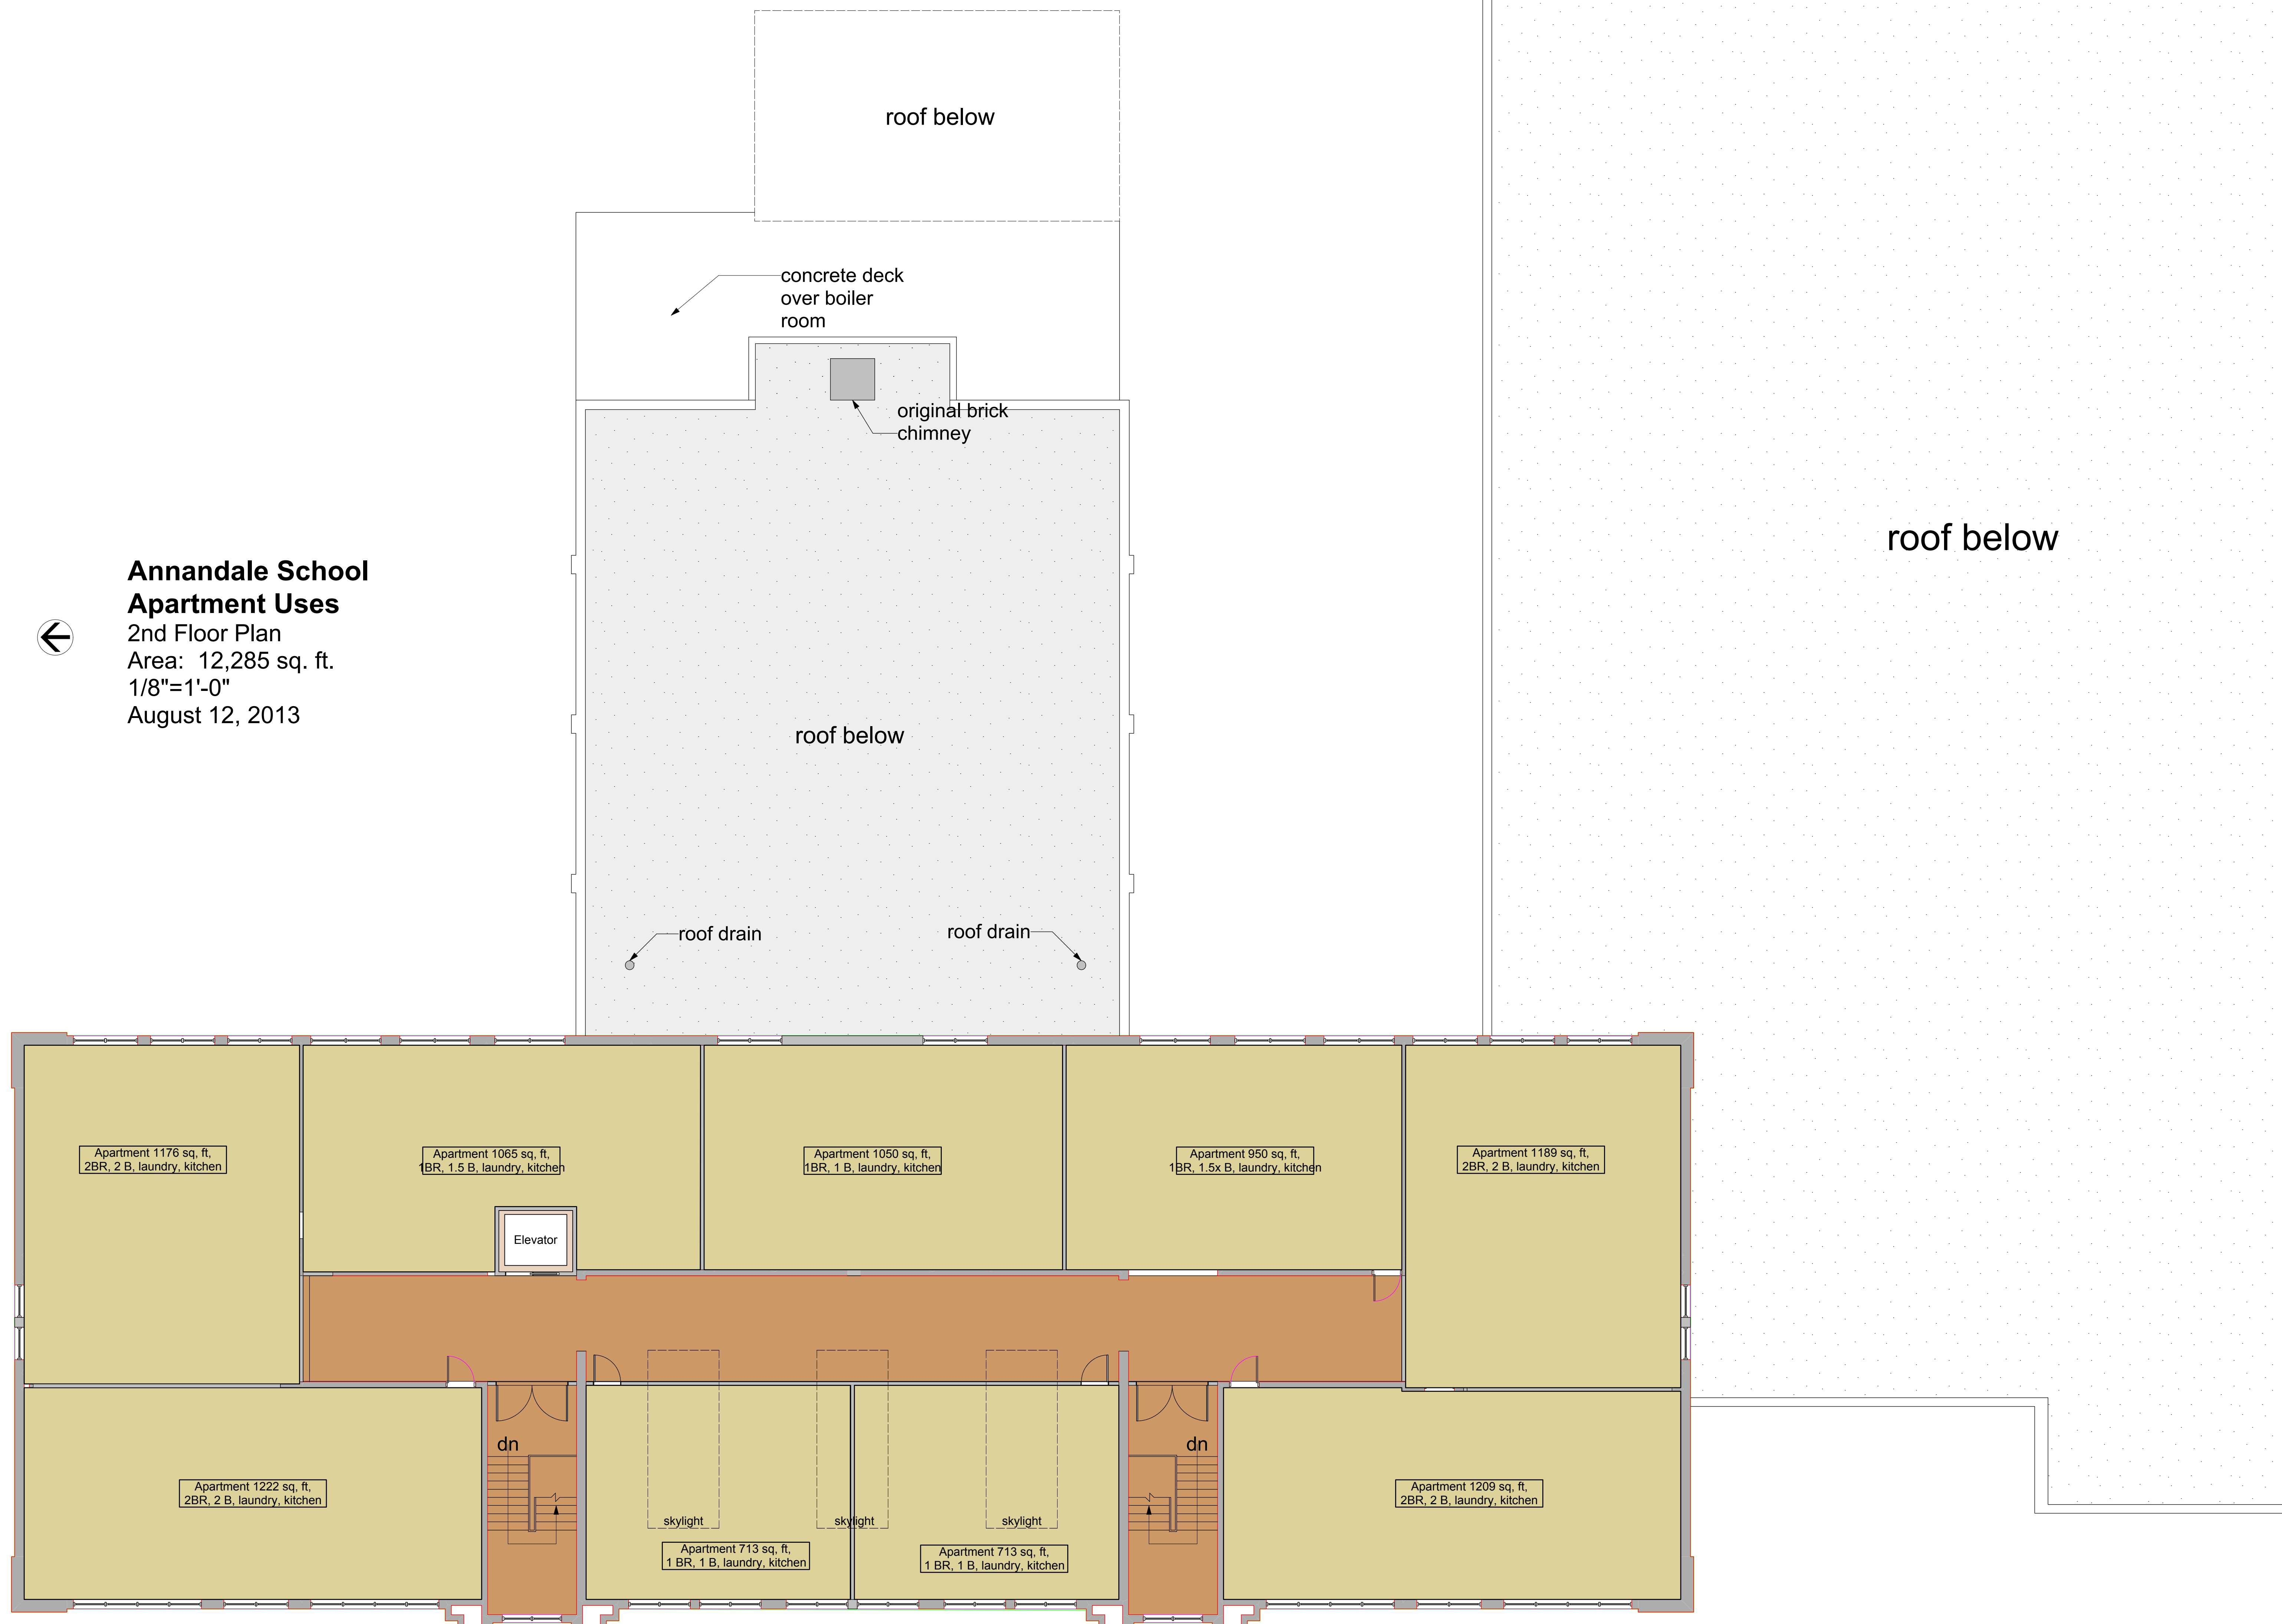 roof below
concrete deck
over boiler
room
original brick
chimney
roof below
Annandale School
Apartment Uses
2nd Floor Plan
Area:  12,285 sq. ft.
1/8"=1'-0"
August 12, 2013
roof below
roof drain
roof drain
Apartment 1176 sq, ft,
2BR, 2 B, laundry, kitchen
Apartment 1065 sq, ft,
1BR, 1.5 B, laundry, kitchen
Apartment 1050 sq, ft,
1BR, 1 B, laundry, kitchen
Apartment 950 sq, ft,
1BR, 1.5x B, laundry, kitchen
Apartment 1189 sq, ft,
2BR, 2 B, laundry, kitchen
Elevator
dn
dn
Apartment 1222 sq, ft,
2BR, 2 B, laundry, kitchen
skylight
skylight
skylight
Apartment 713 sq, ft,
1 BR, 1 B, laundry, kitchen
Apartment 713 sq, ft,
1 BR, 1 B, laundry, kitchen
Apartment 1209 sq, ft,
2BR, 2 B, laundry, kitchen